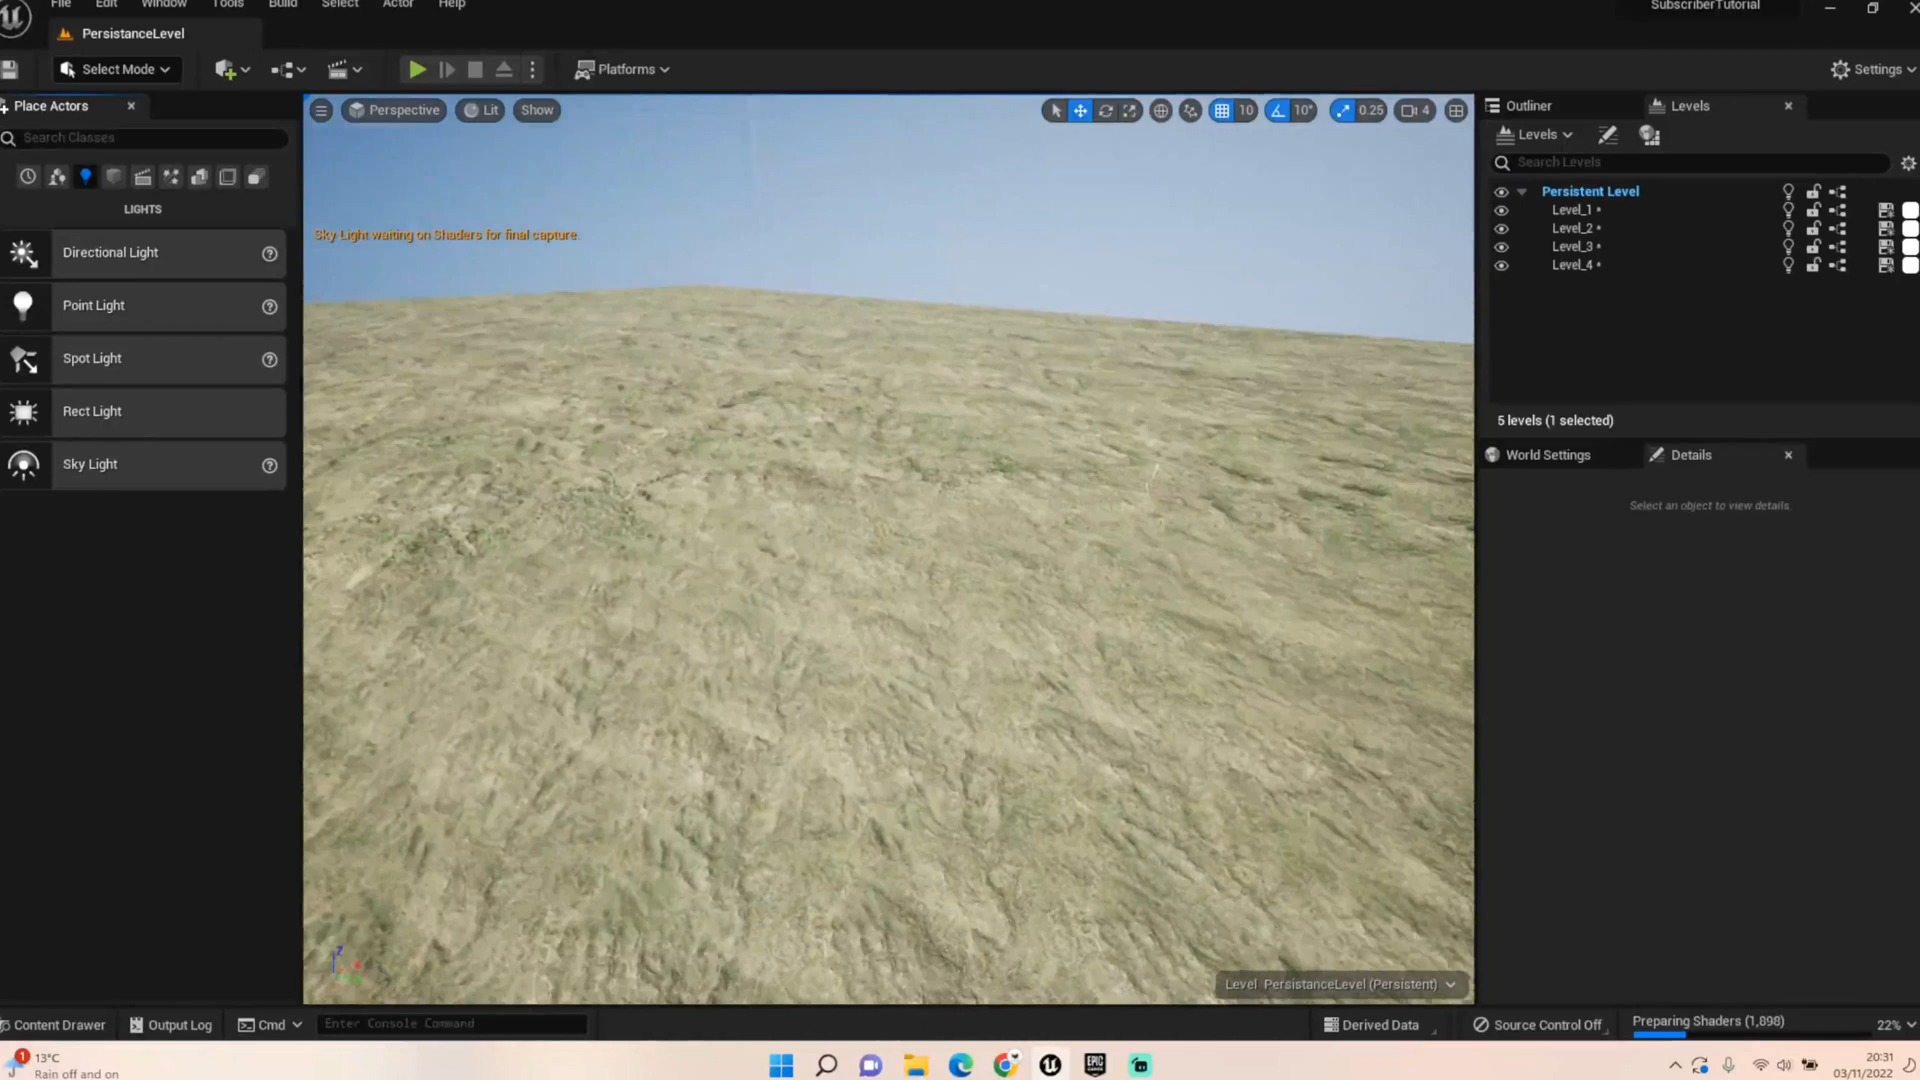 File Edit Window Tools Build Select Actor Help
SubscriberTutorial
PersistanceLevel
Select Mode
Platforms
Settings
Place Actors
Search Classes
LIGHTS
Directional Light
Point Light
Spot Light
Rect Light
Sky Light
Perspective Lit Show
10 10° 0.25 4
Sky Light waiting on Shaders for final capture.
Level PersistanceLevel (Persistent)
Outliner Levels
Levels
Search Levels
Persistent Level
Level_1 *
Level_2 *
Level_3 *
Level_4 *
5 levels (1 selected)
World Settings Details
Select an object to view details
Content Drawer Output Log Cmd Enter Console Command
Derived Data Source Control Off Preparing Shaders (1,898) 22%
1
13°C
Rain off and on
EPIC
GAMES
20:31
03/11/2022